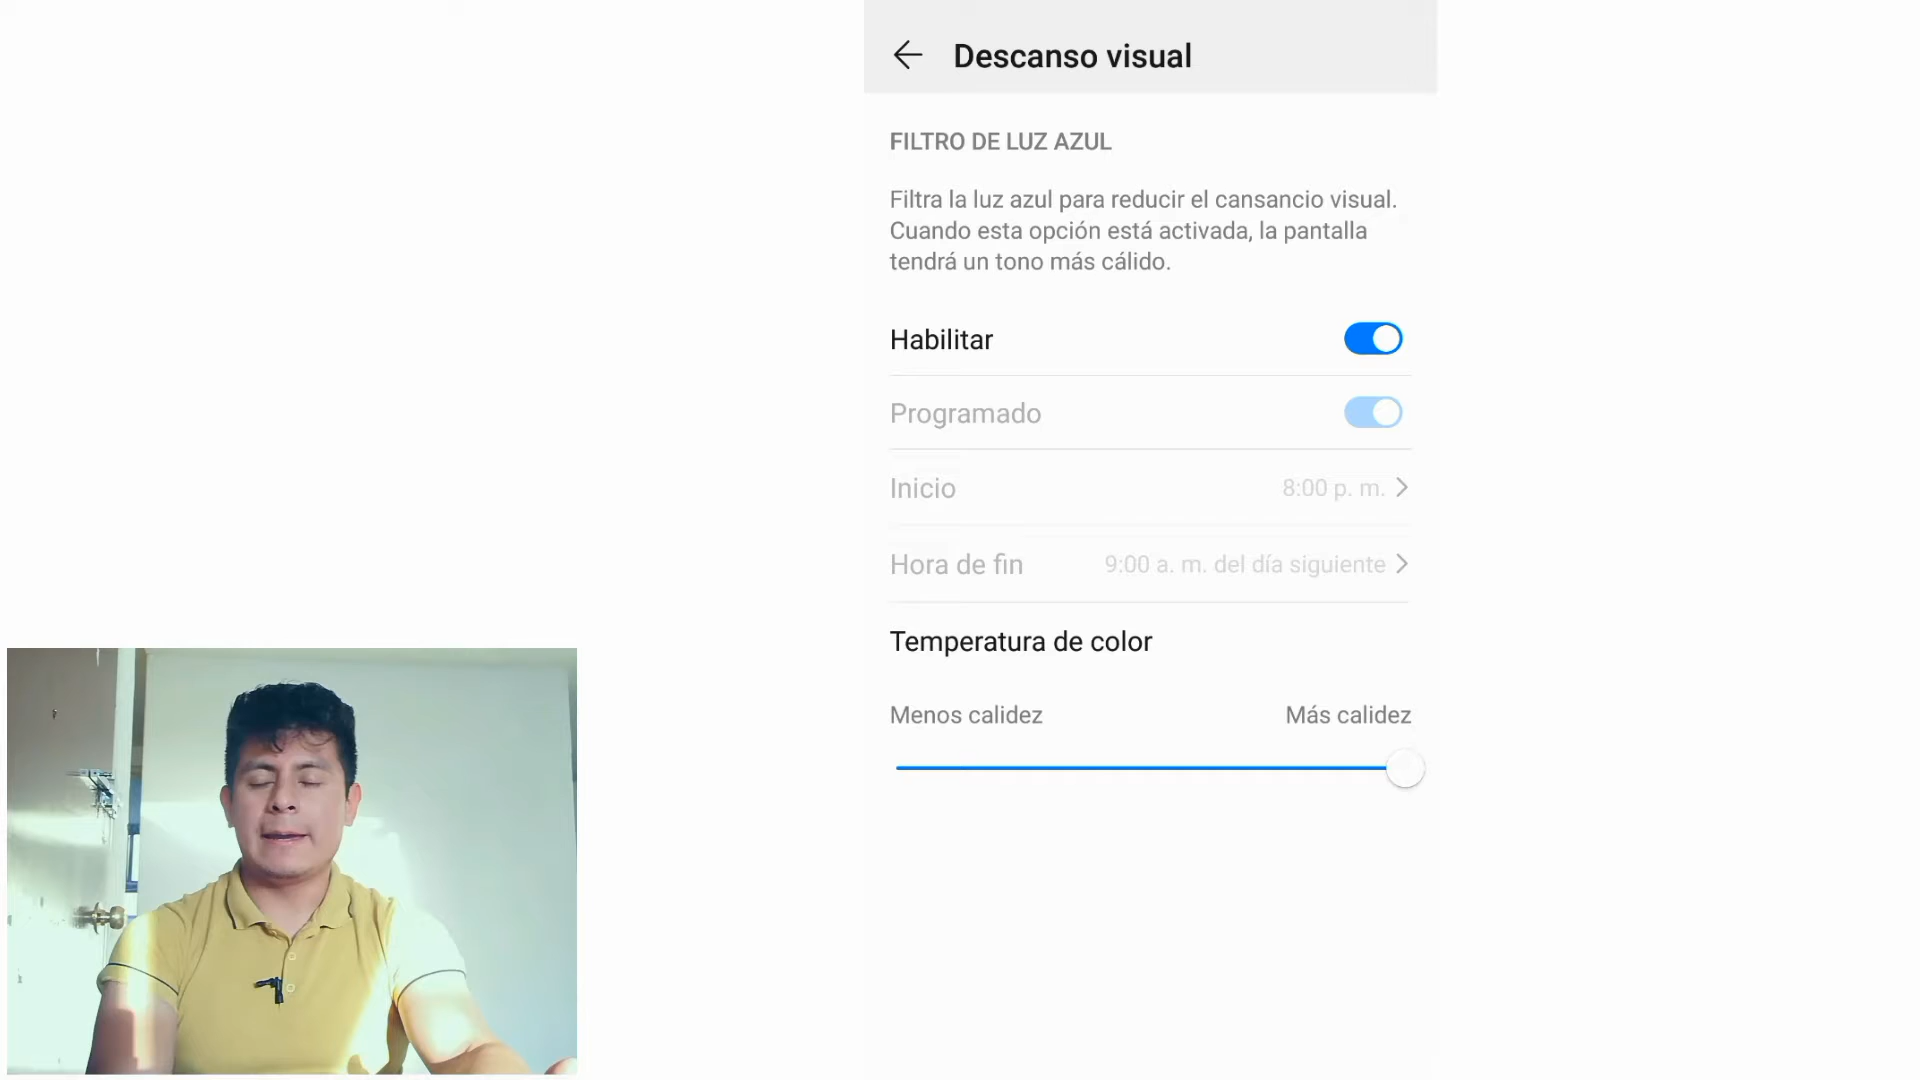 Descanso visual
FILTRO DE LUZ AZUL
Filtra la luz azul para reducir el cansancio visual.
Cuando esta opción está activada, la pantalla
tendrá un tono más cálido.
Habilitar
Programado
Inicio 8:00 p. m.
Hora de fin 9:00 a. m. del día siguiente
Temperatura de color
Menos calidez Más calidez